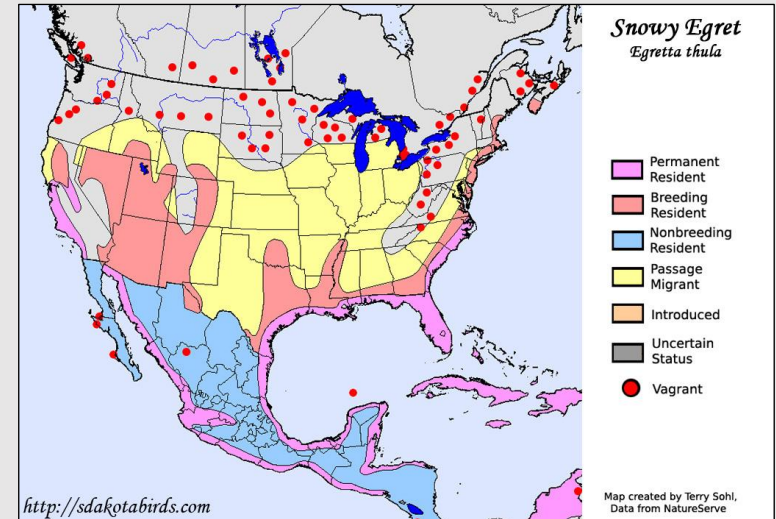 Snowy Egret
Egretta thula
Permanent
Resident
Breeding
Resident
Nonbreeding
Resident
Passage
Migrant
Introduced
Uncertain
Status
Vagrant
http://sdakotabirds.com
Map created by Terry Sohl,
Data from NatureServe